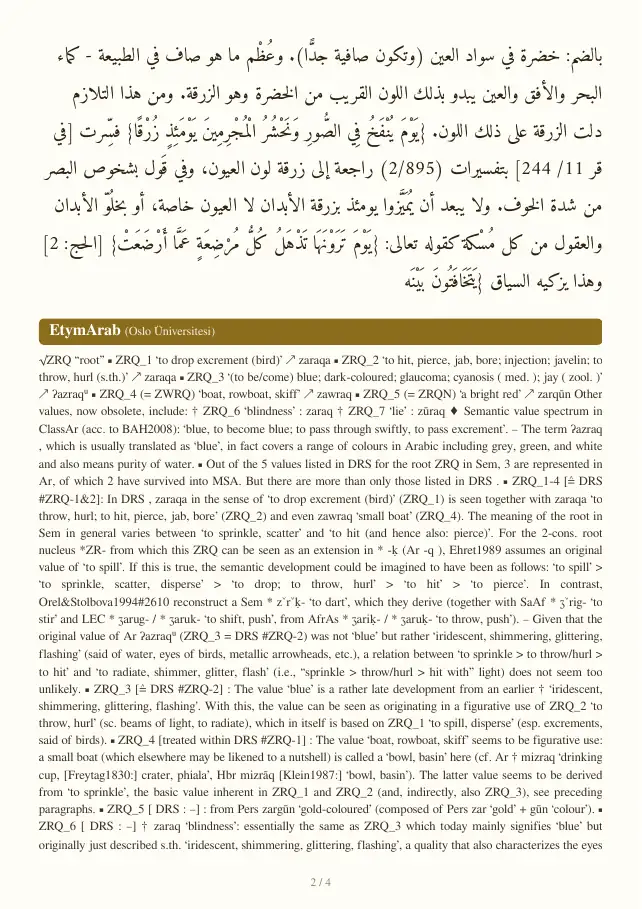 بالضم: خضرة في سواد العين (وتكون صافية جدًّا). وعُظْم ما هو صاف في الطبيعة - كماء
البحر والأفق والعين يبدو بذلك اللون القريب من الخضرة وهو الزرقة. ومن هذا التلازم
دلت الزرقة على ذلك اللون. {يَوْمَ يُنْفَخُ فِي الصُّورِ وَنَحْشُرُ الْمُجْرِمِينَ يَوْمَئِذٍ زُرْقًا} فسِّرت [في
قر 11/ 244] بتفسيرات (2/895) راجعة إلى زرقة لون العيون، وفي قَول بشخوص البصر
من شدة الخوف. ولا يبعد أن يُمَيَّزوا يومئذ بزرقة الأبدان لا العيون خاصة، أو بخلُوّ الأبدان
والعقول من كل مُسْكة كقوله تعالى: {يَوْمَ تَرَوْنَهَا تَذْهَلُ كُلُّ مُرْضِعَةٍ عَمَّا أَرْضَعَتْ} [الحج: 2]
وهذا يزكيه السياق {يَتَخَافَتُونَ بَيْنَه
EtymArab (Oslo Üniversitesi)
√ZRQ “root” ▪ ZRQ_1 ‘to drop excrement (bird)’ ↗ zaraqa ▪ ZRQ_2 ‘to hit, pierce, jab, bore; injection; javelin; to
throw, hurl (s.th.)’ ↗ zaraqa ▪ ZRQ_3 ‘(to be/become) blue; dark-coloured; glaucoma; cyanosis ( med. ); jay ( zool. )’
↗ ʔazraqᵘ ▪ ZRQ_4 (= ZWRQ) ‘boat, rowboat, skiff’ ↗ zawraq ▪ ZRQ_5 (= ZRQN) ‘a bright red’ ↗ zarqūn Other
values, now obsolete, include: † ZRQ_6 ‘blindness’ : zaraq † ZRQ_7 ‘lie’ : zūraq ♦ Semantic value spectrum in
ClassAr (acc. to BAH2008): ‘blue, to become blue; to pass through swiftly, to pass excrement’. – The term ʔazraq
, which is usually translated as ‘blue’, in fact covers a range of colours in Arabic including grey, green, and white
and also means purity of water. ▪ Out of the 5 values listed in DRS for the root ZRQ in Sem, 3 are represented in
Ar, of which 2 have survived into MSA. But there are more than only those listed in DRS . ▪ ZRQ_1-4 [≙ DRS
#ZRQ-1&2]: In DRS , zaraqa in the sense of ‘to drop excrement (bird)’ (ZRQ_1) is seen together with zaraqa ‘to
throw, hurl; to hit, pierce, jab, bore’ (ZRQ_2) and even zawraq ‘small boat’ (ZRQ_4). The meaning of the root in
Sem in general varies between ‘to sprinkle, scatter’ and ‘to hit (and hence also: pierce)’. For the 2-cons. root
nucleus *ZR- from which this ZRQ can be seen as an extension in * -ḳ (Ar -q ), Ehret1989 assumes an original
value of ‘to spill’. If this is true, the semantic development could be imagined to have been as follows: ‘to spill’ >
‘to sprinkle, scatter, disperse’ > ‘to drop; to throw, hurl’ > ‘to hit’ > ‘to pierce’. In contrast,
Orel&Stolbova1994#2610 reconstruct a Sem * zˇrˇḳ- ‘to dart’, which they derive (together with SaAf * ʒˇrig- ‘to
stir’ and LEC * ʒarug- / * ʒaruk- ‘to shift, push’, from AfrAs * ʒariḳ- / * ʒaruḳ- ‘to throw, push’). – Given that the
original value of Ar ʔazraqᵘ (ZRQ_3 = DRS #ZRQ-2) was not ‘blue’ but rather ‘iridescent, shimmering, glittering,
flashing’ (said of water, eyes of birds, metallic arrowheads, etc.), a relation between ‘to sprinkle > to throw/hurl >
to hit’ and ‘to radiate, shimmer, glitter, flash’ (i.e., “sprinkle > throw/hurl > hit with” light) does not seem too
unlikely. ▪ ZRQ_3 [≙ DRS #ZRQ-2] : The value ‘blue’ is a rather late development from an earlier † ‘iridescent,
shimmering, glittering, flashing’. With this, the value can be seen as originating in a figurative use of ZRQ_2 ‘to
throw, hurl’ (sc. beams of light, to radiate), which in itself is based on ZRQ_1 ‘to spill, disperse’ (esp. excrements,
said of birds). ▪ ZRQ_4 [treated within DRS #ZRQ-1] : The value ‘boat, rowboat, skiff’ seems to be figurative use:
a small boat (which elsewhere may be likened to a nutshell) is called a ‘bowl, basin’ here (cf. Ar † mizraq ‘drinking
cup, [Freytag1830:] crater, phiala’, Hbr mizrāq [Klein1987:] ‘bowl, basin’). The latter value seems to be derived
from ‘to sprinkle’, the basic value inherent in ZRQ_1 and ZRQ_2 (and, indirectly, also ZRQ_3), see preceding
paragraphs. ▪ ZRQ_5 [ DRS : –] : from Pers zargūn ‘gold-coloured’ (composed of Pers zar ‘gold’ + gūn ‘colour’). ▪
ZRQ_6 [ DRS : –] † zaraq ‘blindness’: essentially the same as ZRQ_3 which today mainly signifies ‘blue’ but
originally just described s.th. ‘iridescent, shimmering, glittering, flashing’, a quality that also characterizes the eyes
2 / 4